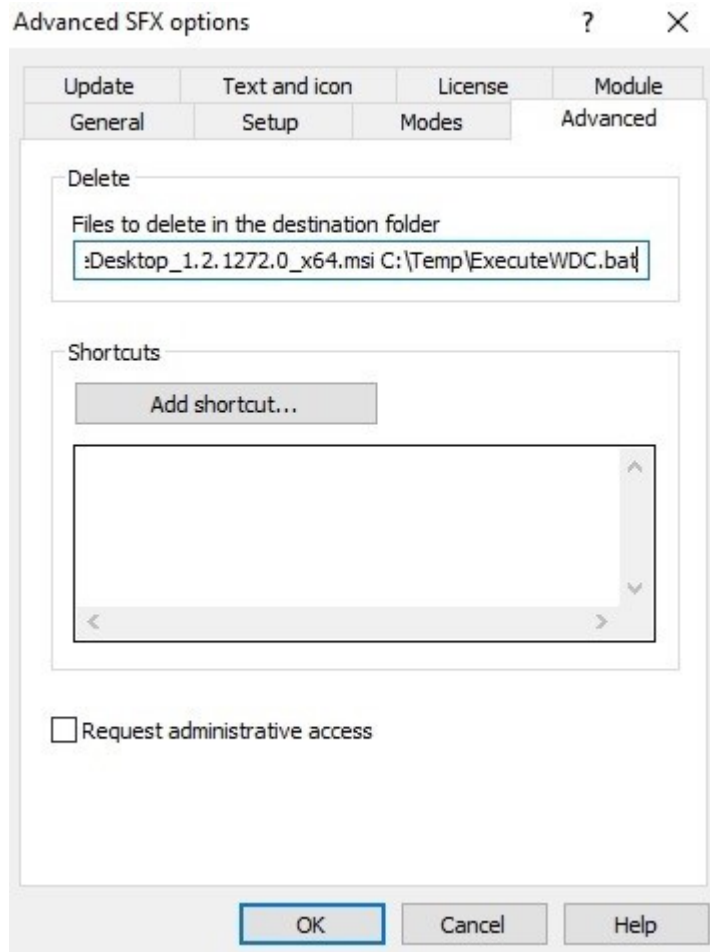 Advanced SFX options ? ×
Update Text and icon License Module
General Setup Modes Advanced
Delete
Files to delete in the destination folder
:Desktop_1.2.1272.0_x64.msi C:\Temp\ExecuteWDC.bat
Shortcuts
Add shortcut...
Request administrative access
OK Cancel Help